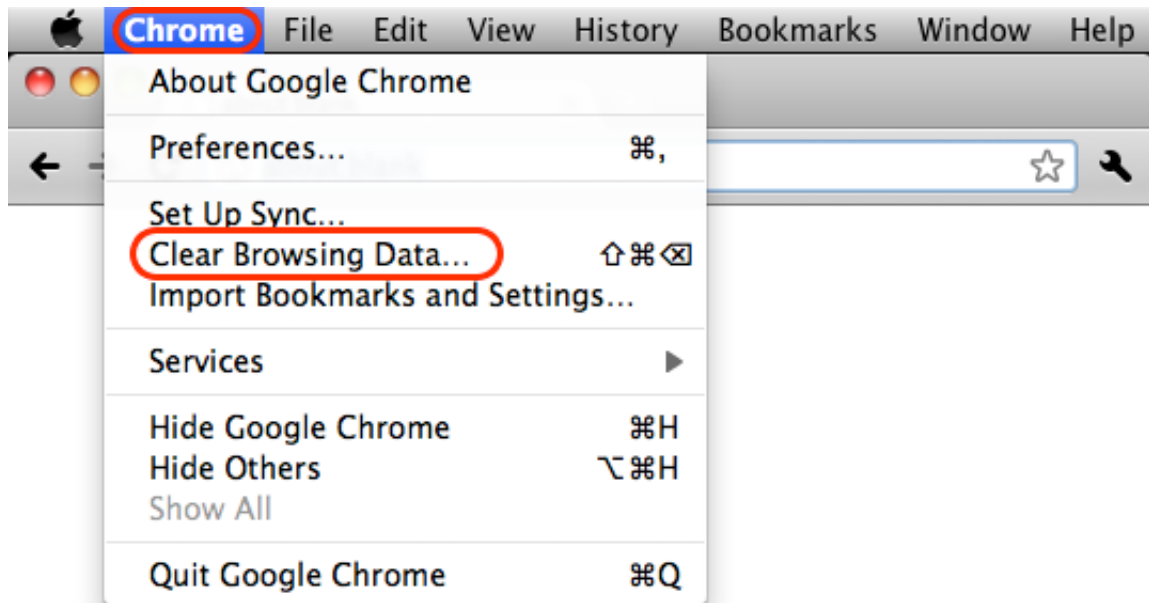 Chrome File Edit View History Bookmarks Window Help
About Google Chrome
Preferences... ⌘,
Set Up Sync...
Clear Browsing Data... ⇧⌘⌫
Import Bookmarks and Settings...
Services ▶
Hide Google Chrome ⌘H
Hide Others ⌥⌘H
Show All
Quit Google Chrome ⌘Q